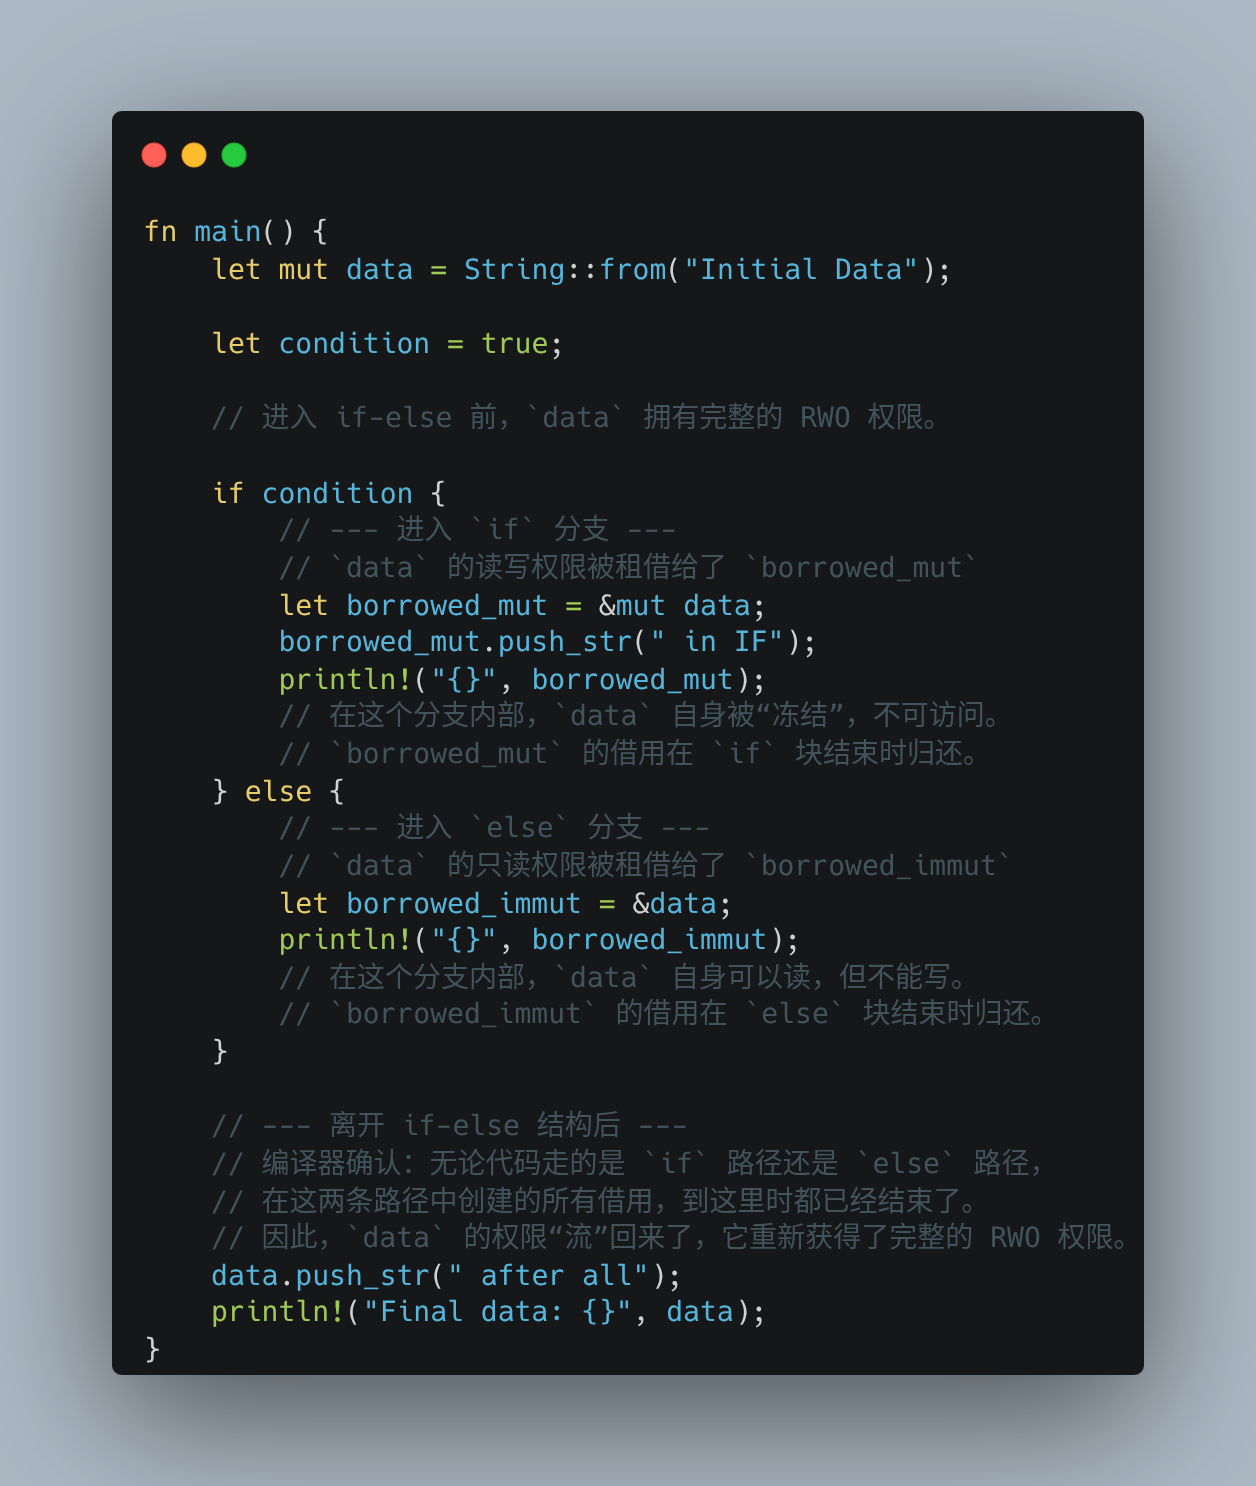 fn main() {
    let mut data = String::from("Initial Data");

    let condition = true;

    // 进入 if-else 前，`data` 拥有完整的 RWO 权限。

    if condition {
        // --- 进入 `if` 分支 ---
        // `data` 的读写权限被租借给了 `borrowed_mut`
        let borrowed_mut = &mut data;
        borrowed_mut.push_str(" in IF");
        println!("{}", borrowed_mut);
        // 在这个分支内部，`data` 自身被“冻结”，不可访问。
        // `borrowed_mut` 的借用在 `if` 块结束时归还。
    } else {
        // --- 进入 `else` 分支 ---
        // `data` 的只读权限被租借给了 `borrowed_immut`
        let borrowed_immut = &data;
        println!("{}", borrowed_immut);
        // 在这个分支内部，`data` 自身可以读，但不能写。
        // `borrowed_immut` 的借用在 `else` 块结束时归还。
    }

    // --- 离开 if-else 结构后 ---
    // 编译器确认：无论代码走的是 `if` 路径还是 `else` 路径，
    // 在这两条路径中创建的所有借用，到这里时都已经结束了。
    // 因此，`data` 的权限“流”回来了，它重新获得了完整的 RWO 权限。
    data.push_str(" after all");
    println!("Final data: {}", data);
}